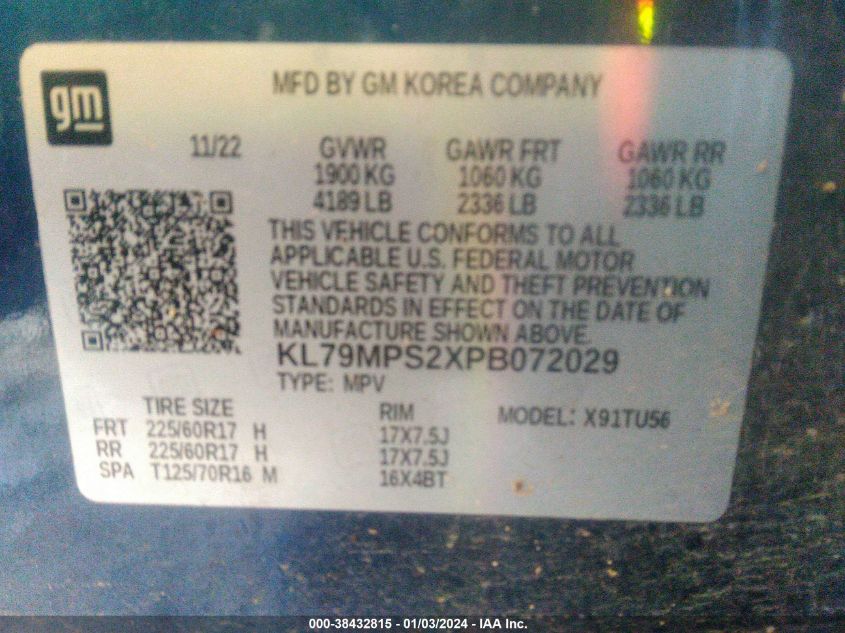 gm
MFD BY GM KOREA COMPANY
11/22 GVWR GAWR FRT GAWR RR
1900 KG 1060 KG 1060 KG
4189 LB 2336 LB 2336 LB
THIS VEHICLE CONFORMS TO ALL
APPLICABLE U.S. FEDERAL MOTOR
VEHICLE SAFETY AND THEFT PREVENTION
STANDARDS IN EFFECT ON THE DATE OF
MANUFACTURE SHOWN ABOVE.
KL79MPS2XPB072029
TYPE: MPV
TIRE SIZE RIM MODEL: X91TU56
FRT 225/60R17 H 17X7.5J
RR 225/60R17 H 17X7.5J
SPA T125/70R16 M 16X4BT
000-38432815 - 01/03/2024 - IAA Inc.